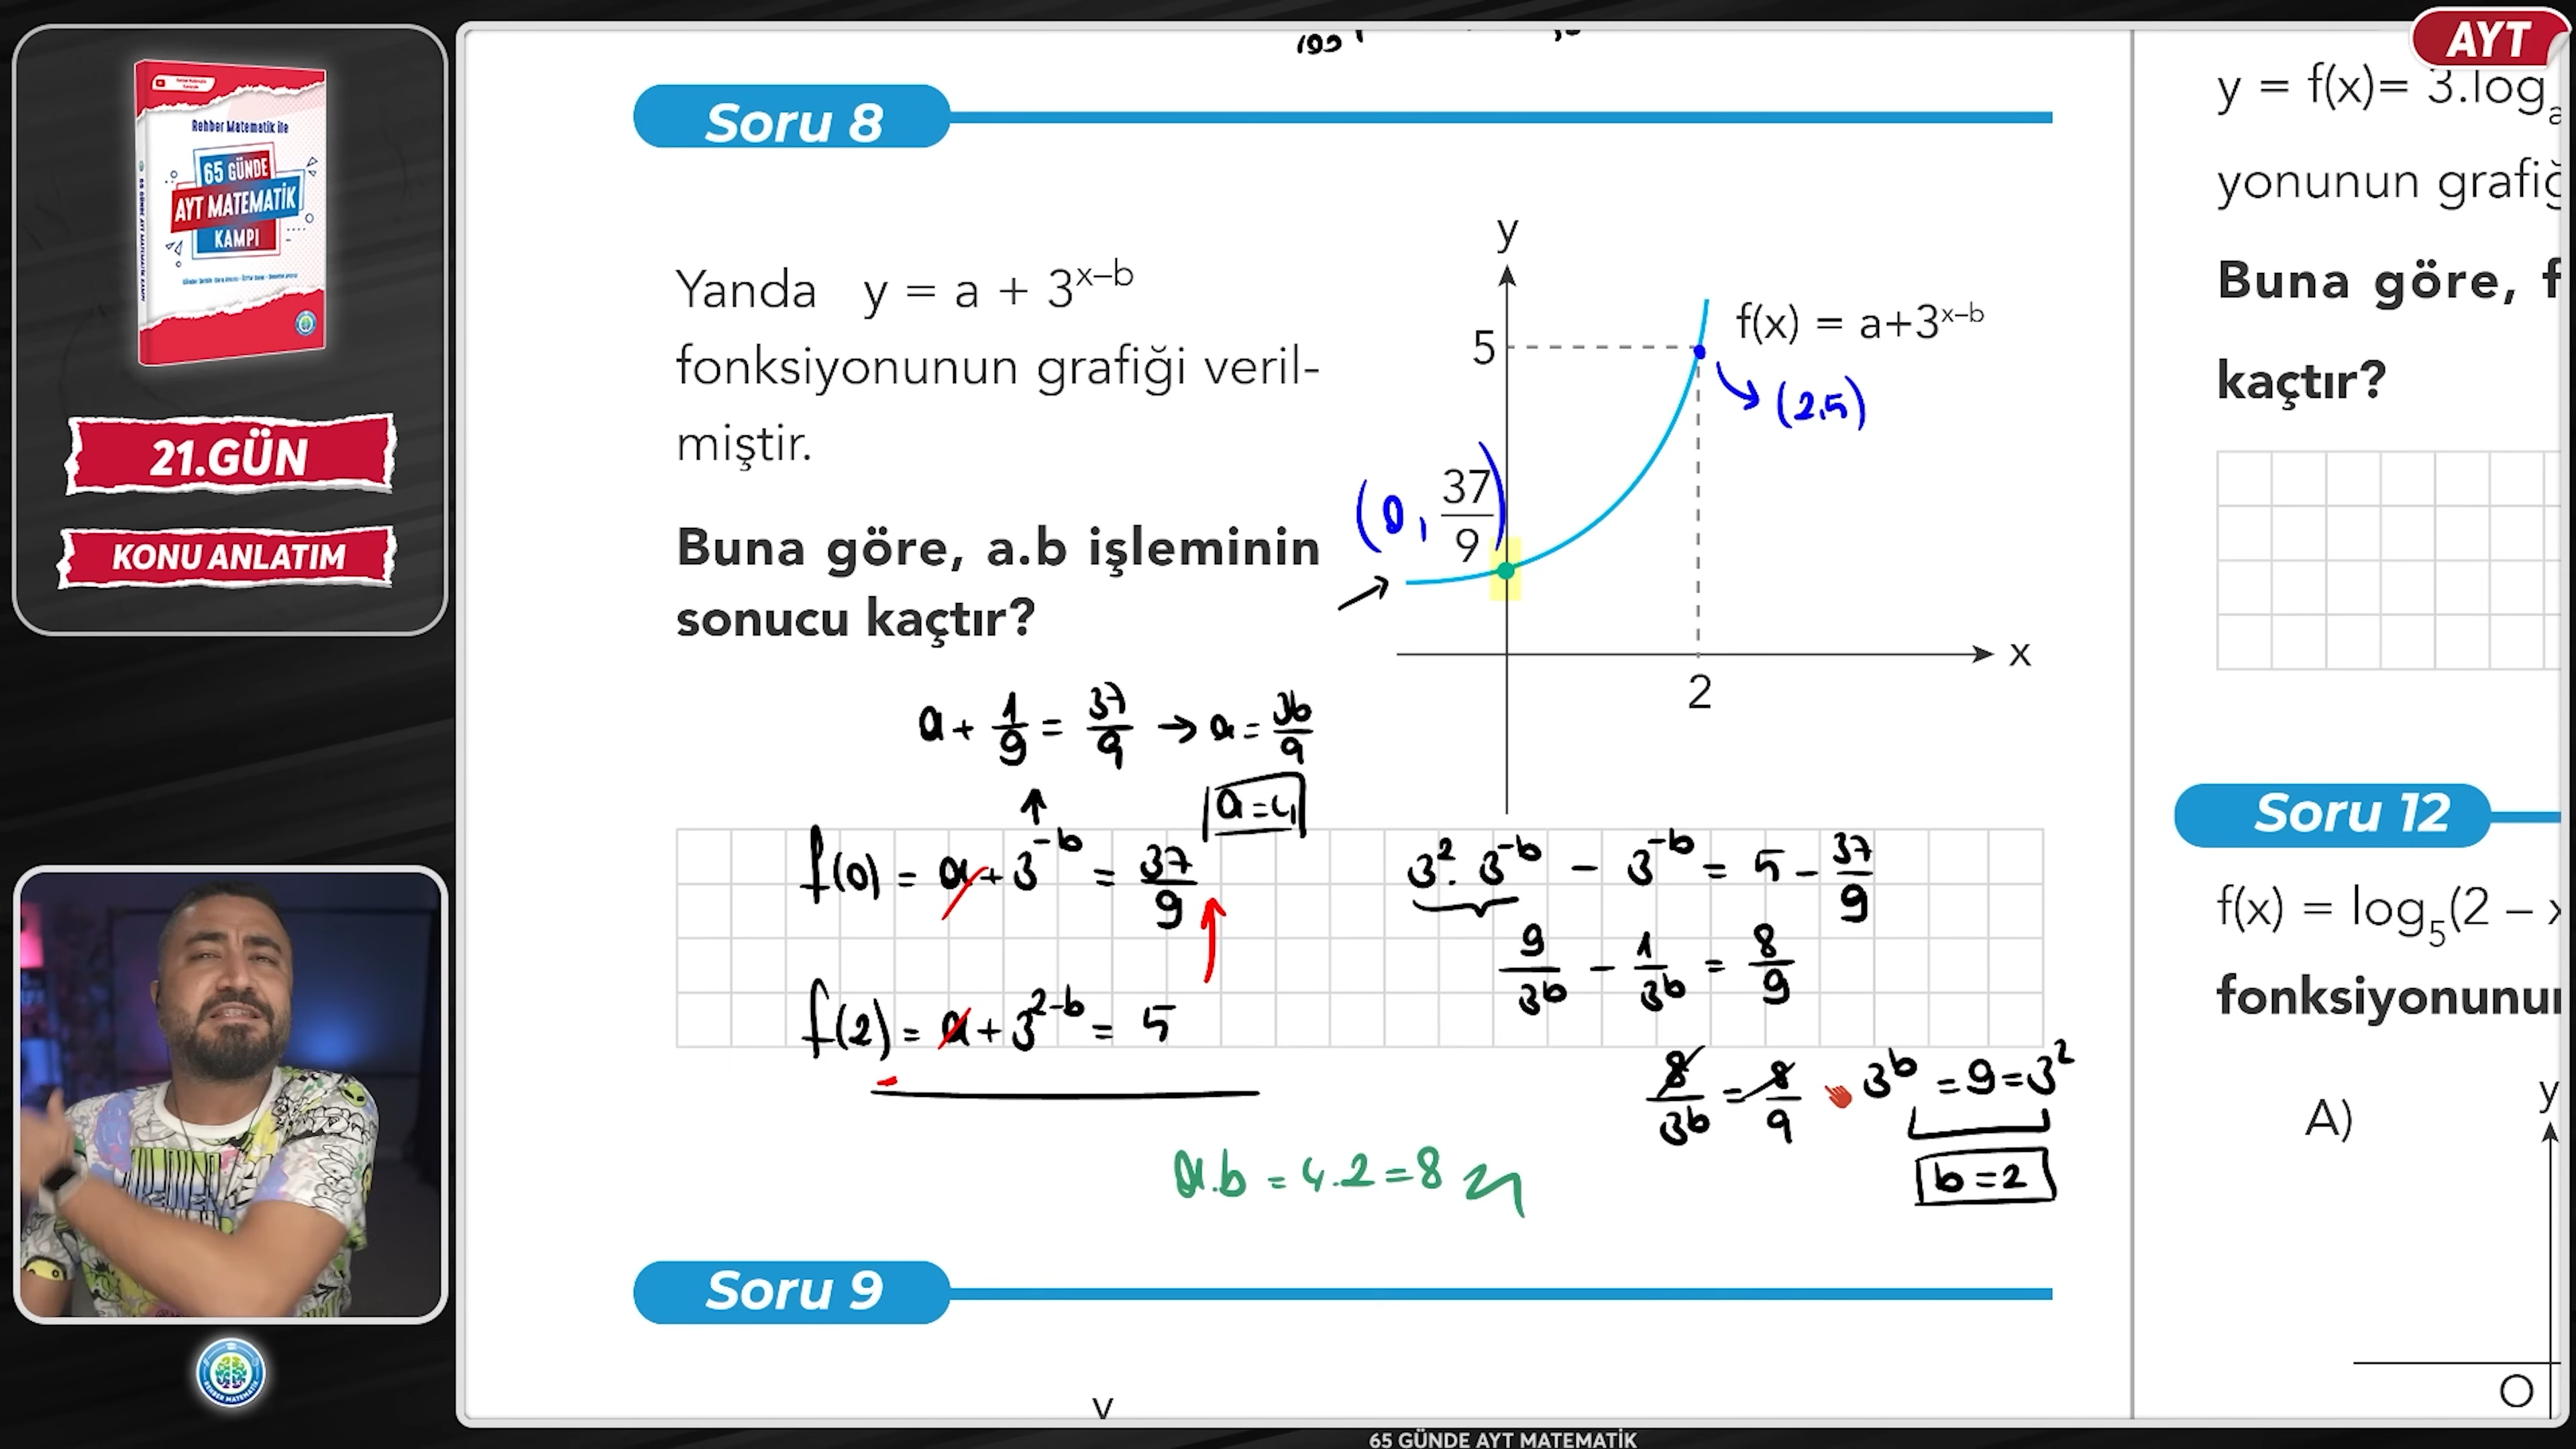 AYT
Rehber Matematik ile
65 GÜNDE
AYT MATEMATİK
KAMPI
21.GÜN
KONU ANLATIM
REHBER MATEMATİK
Soru 8
Yanda y = a + 3^{x–b}
fonksiyonunun grafiği veril-
miştir.
Buna göre, a.b işleminin
sonucu kaçtır?
y
f(x) = a+3^{x–b}
5
(2,5)
(0, 37/9)
x
2
a + 1/9 = 37/9 → a = 36/9
a = 4
f(0) = a + 3^{-b} = 37/9
f(2) = a + 3^{2-b} = 5
3^2 . 3^{-b} - 3^{-b} = 5 - 37/9
9/3^b - 1/3^b = 8/9
8/3^b = 8/9 3^b = 9 = 3^2
b = 2
a.b = 4.2 = 8
Soru 9
y = f(x)= 3.log_a
yonunun grafiğ
Buna göre, f
kaçtır?
Soru 12
f(x) = log_5(2 – x
fonksiyonunu
A)
y
O
65 GÜNDE AYT MATEMATİK